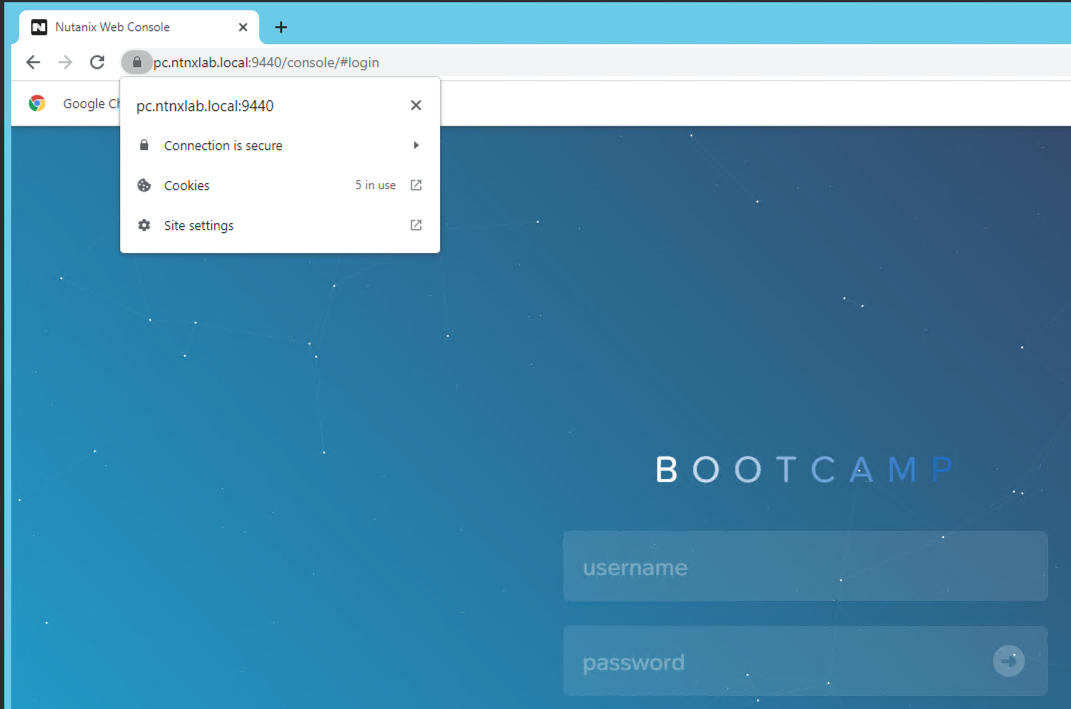 Nutanix Web Console
pc.ntnxlab.local:9440/console/#login
Google Ch
pc.ntnxlab.local:9440
Connection is secure
Cookies 5 in use
Site settings
BOOTCAMP
username
password